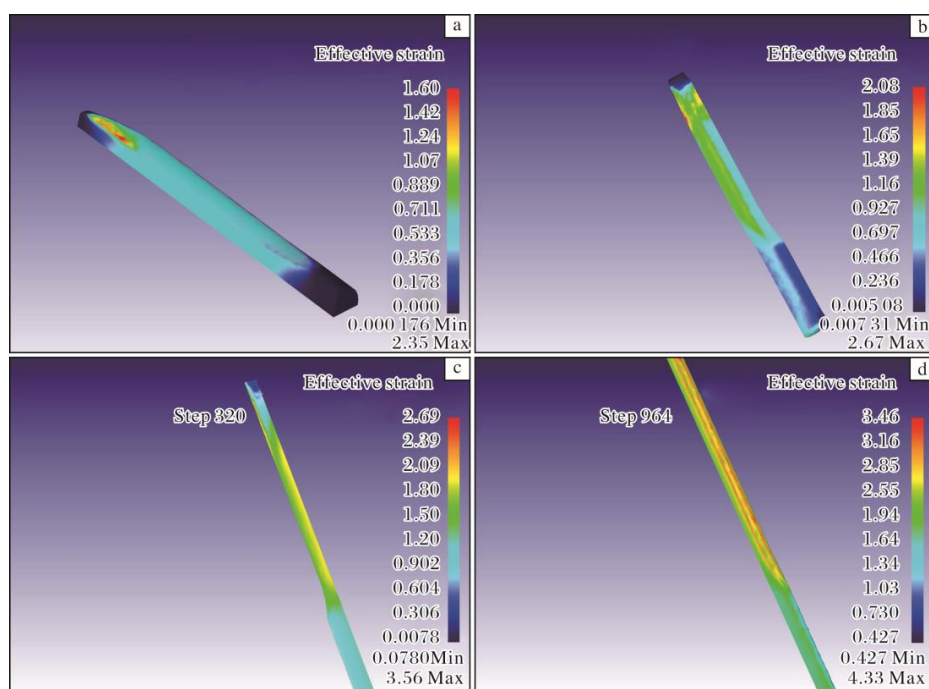 a
Effective strain
1.60
1.42
1.24
1.07
0.889
0.711
0.533
0.356
0.178
0.000
0.000 176 Min
2.35 Max
b
Effective strain
2.08
1.85
1.65
1.39
1.16
0.927
0.697
0.466
0.236
0.005 08
0.007 31 Min
2.67 Max
c
Effective strain
Step 320
2.69
2.39
2.09
1.80
1.50
1.20
0.902
0.604
0.306
0.0078
0.0780Min
3.56 Max
d
Effective strain
Step 964
3.46
3.16
2.85
2.55
1.94
1.64
1.34
1.03
0.730
0.427
0.427 Min
4.33 Max